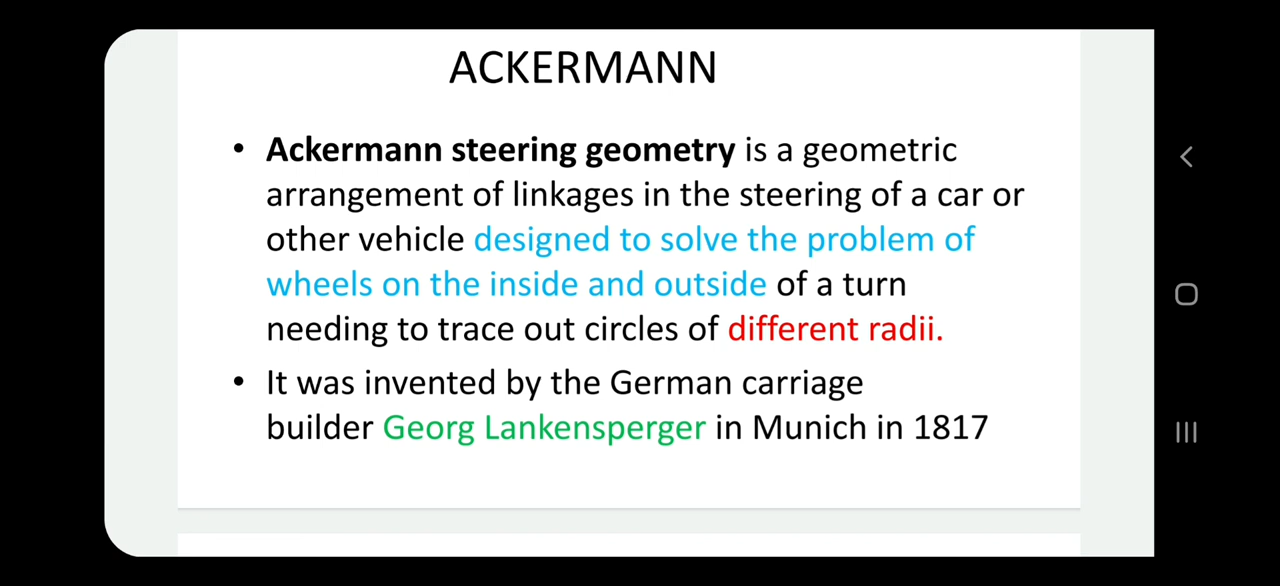 ACKERMANN
• Ackermann steering geometry is a geometric
arrangement of linkages in the steering of a car or
other vehicle designed to solve the problem of
wheels on the inside and outside of a turn
needing to trace out circles of different radii.
• It was invented by the German carriage
builder Georg Lankensperger in Munich in 1817